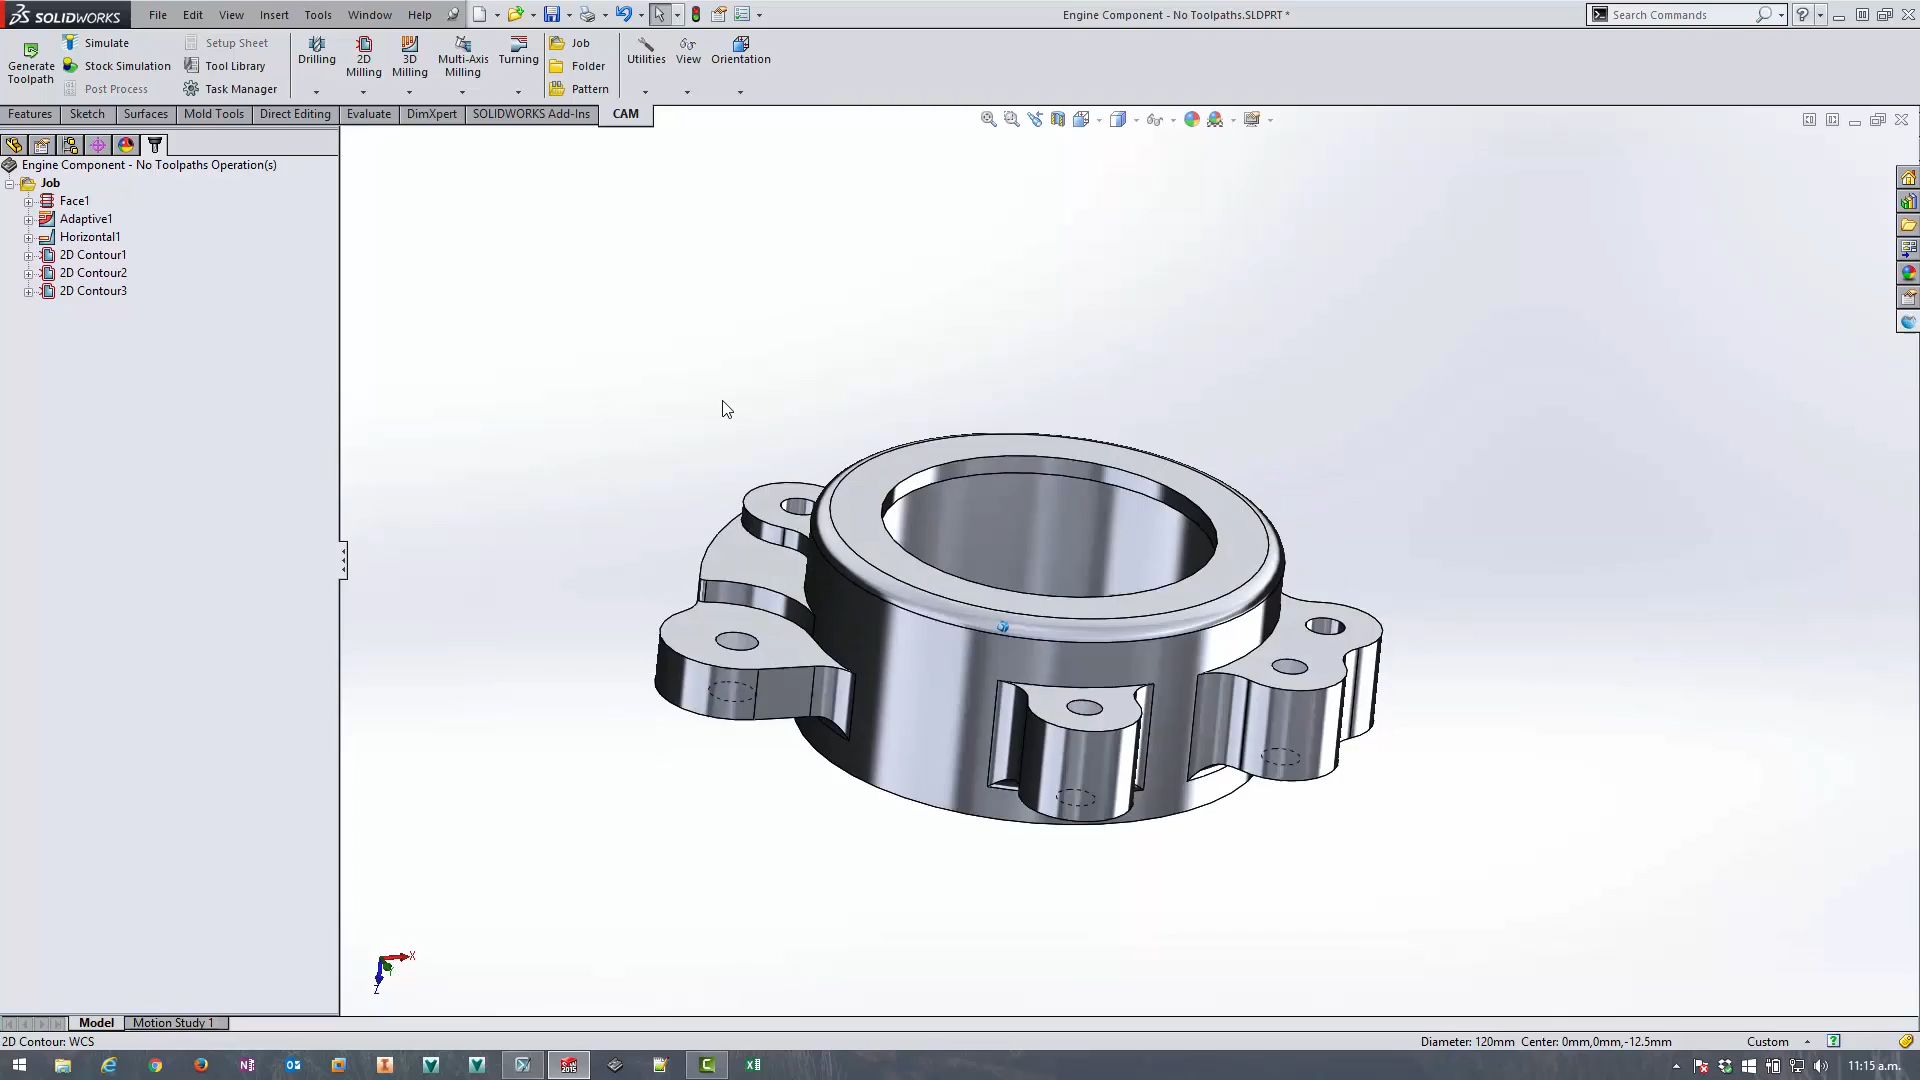 SOLIDWORKS File Edit View Insert Tools Window Help Engine Component - No Toolpaths.SLDPRT * Search Commands
Generate Toolpath
Simulate
Stock Simulation
Post Process
Setup Sheet
Tool Library
Task Manager
Drilling
2D Milling
3D Milling
Multi-Axis Milling
Turning
Job
Folder
Pattern
Utilities
View
Orientation
Features Sketch Surfaces Mold Tools Direct Editing Evaluate DimXpert SOLIDWORKS Add-Ins CAM
Engine Component - No Toolpaths Operation(s)
Job
Face1
Adaptive1
Horizontal1
2D Contour1
2D Contour2
2D Contour3
X
Z
Model Motion Study 1
2D Contour: WCS Diameter: 120mm Center: 0mm,0mm,-12.5mm Custom
11:15 a.m.